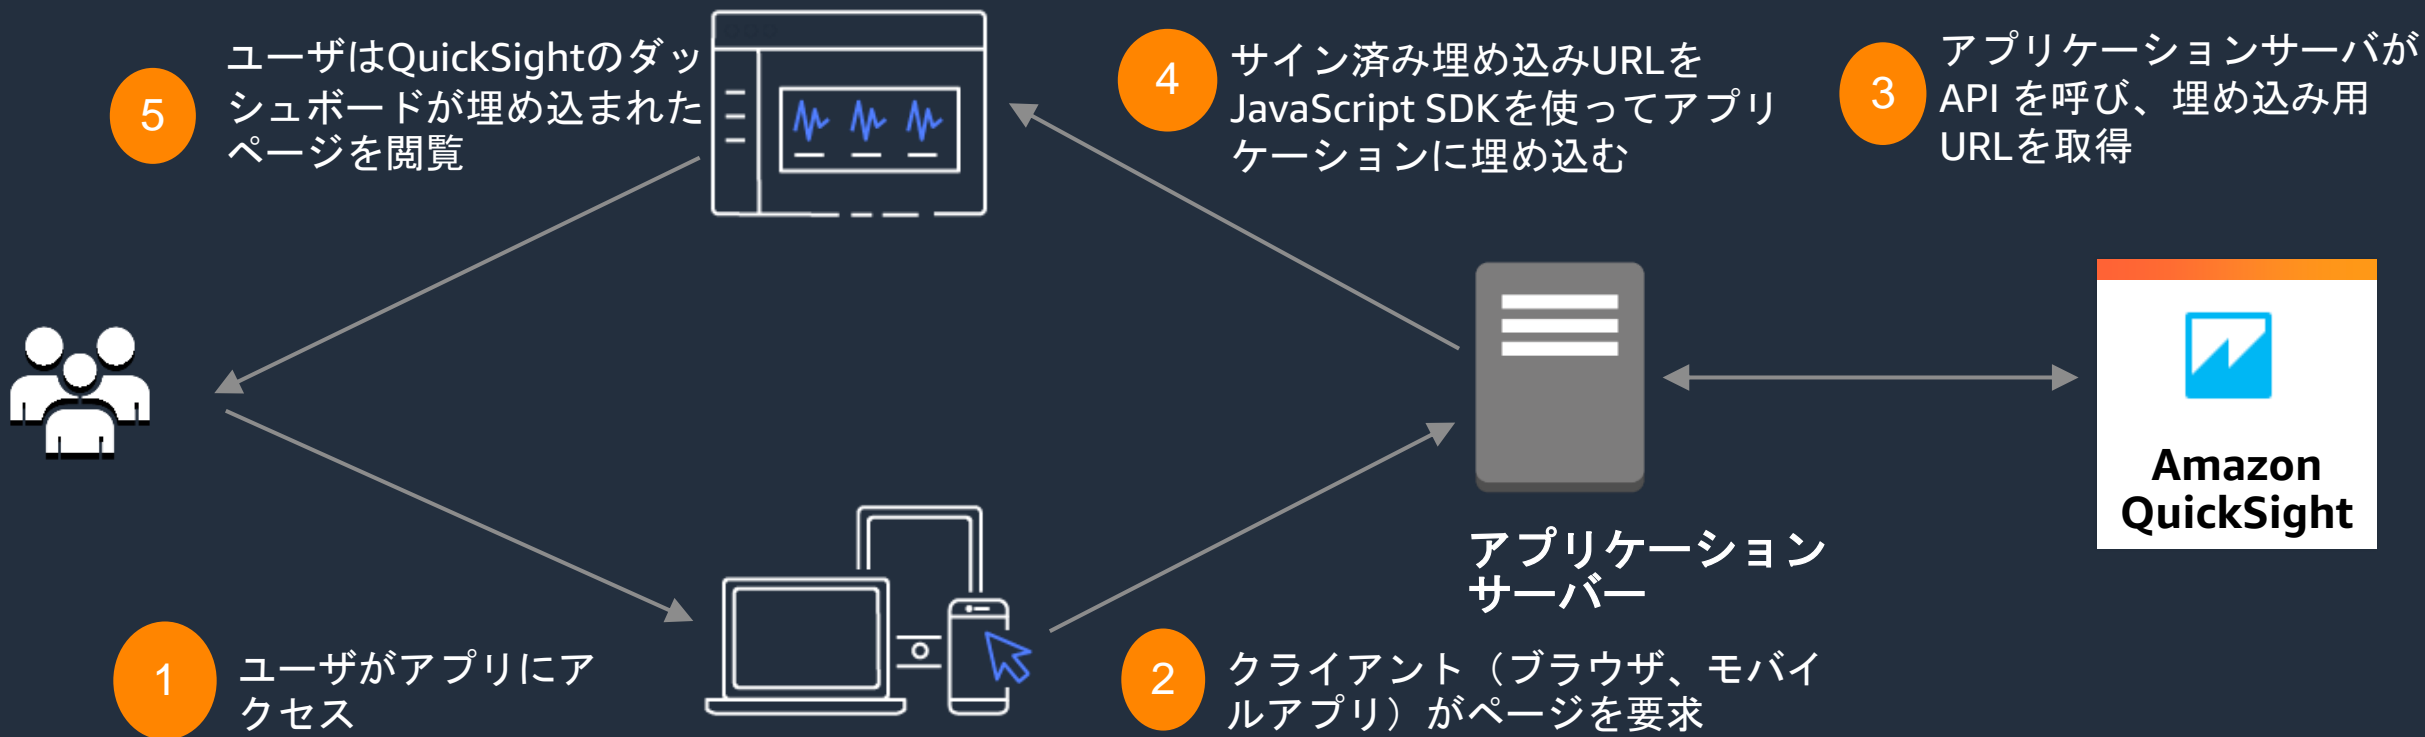 5
ユーザはQuickSightのダッ
シュボードが埋め込まれた
ページを閲覧
4
サイン済み埋め込みURLを
JavaScript SDKを使ってアプリ
ケーションに埋め込む
3
アプリケーションサーバが
API を呼び、埋め込み用
URLを取得
Amazon
QuickSight
アプリケーション
サーバー
1
ユーザがアプリにア
クセス
2
クライアント（ブラウザ、モバイ
ルアプリ）がページを要求